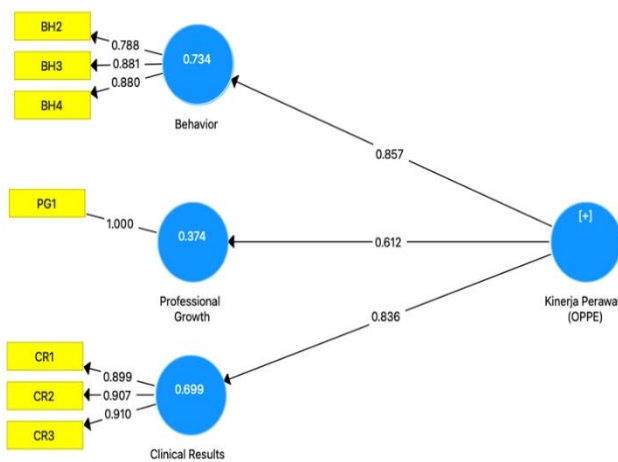 BH2
0.788
BH3
0.881
BH4
0.880
0.734
Behavior
0.857
PG1
1.000
0.374
Professional
Growth
0.612
[+]
Kinerja Perawa
(OPPE)
0.836
CR1
0.899
CR2
0.907
CR3
0.910
0.699
Clinical Results